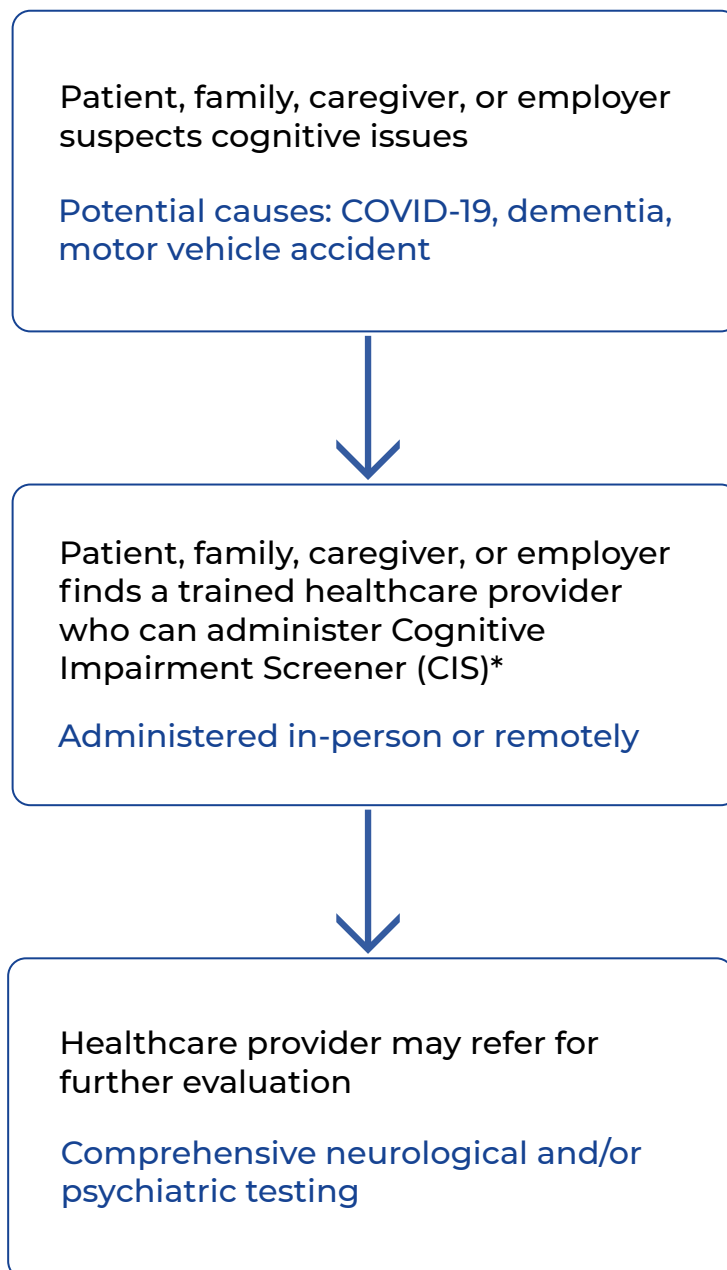 Patient, family, caregiver, or employer
suspects cognitive issues
Potential causes: COVID-19, dementia,
motor vehicle accident
Patient, family, caregiver, or employer
finds a trained healthcare provider
who can administer Cognitive
Impairment Screener (CIS)*
Administered in-person or remotely
Healthcare provider may refer for
further evaluation
Comprehensive neurological and/or
psychiatric testing